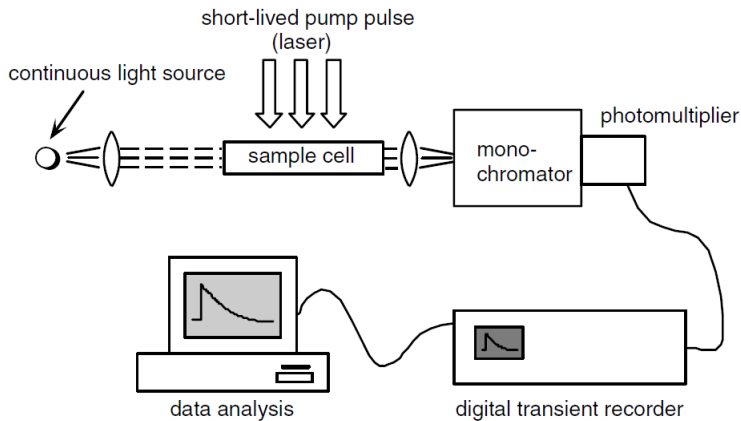 short-lived pump pulse
(laser)
continuous light source
photomultiplier
sample cell
mono-
chromator
data analysis
digital transient recorder